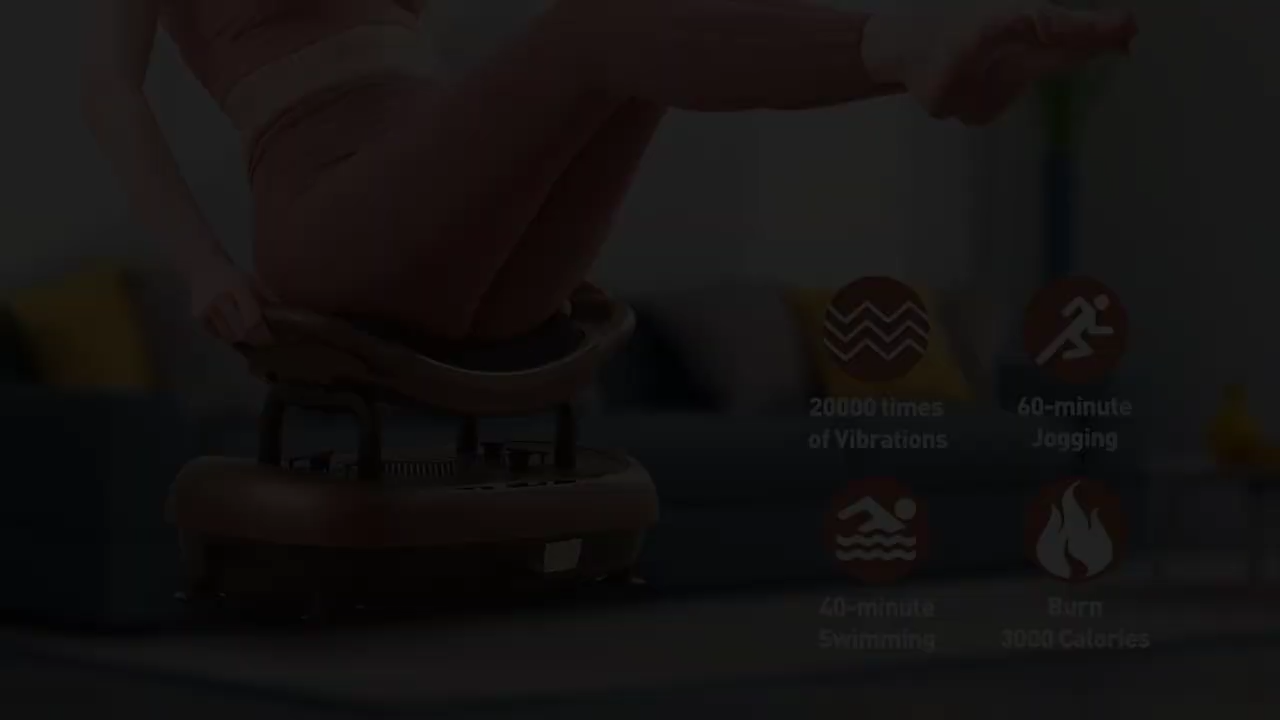 20000 times
of Vibrations
60-minute
Jogging
40-minute
Swimming
Burn
3000 Calories